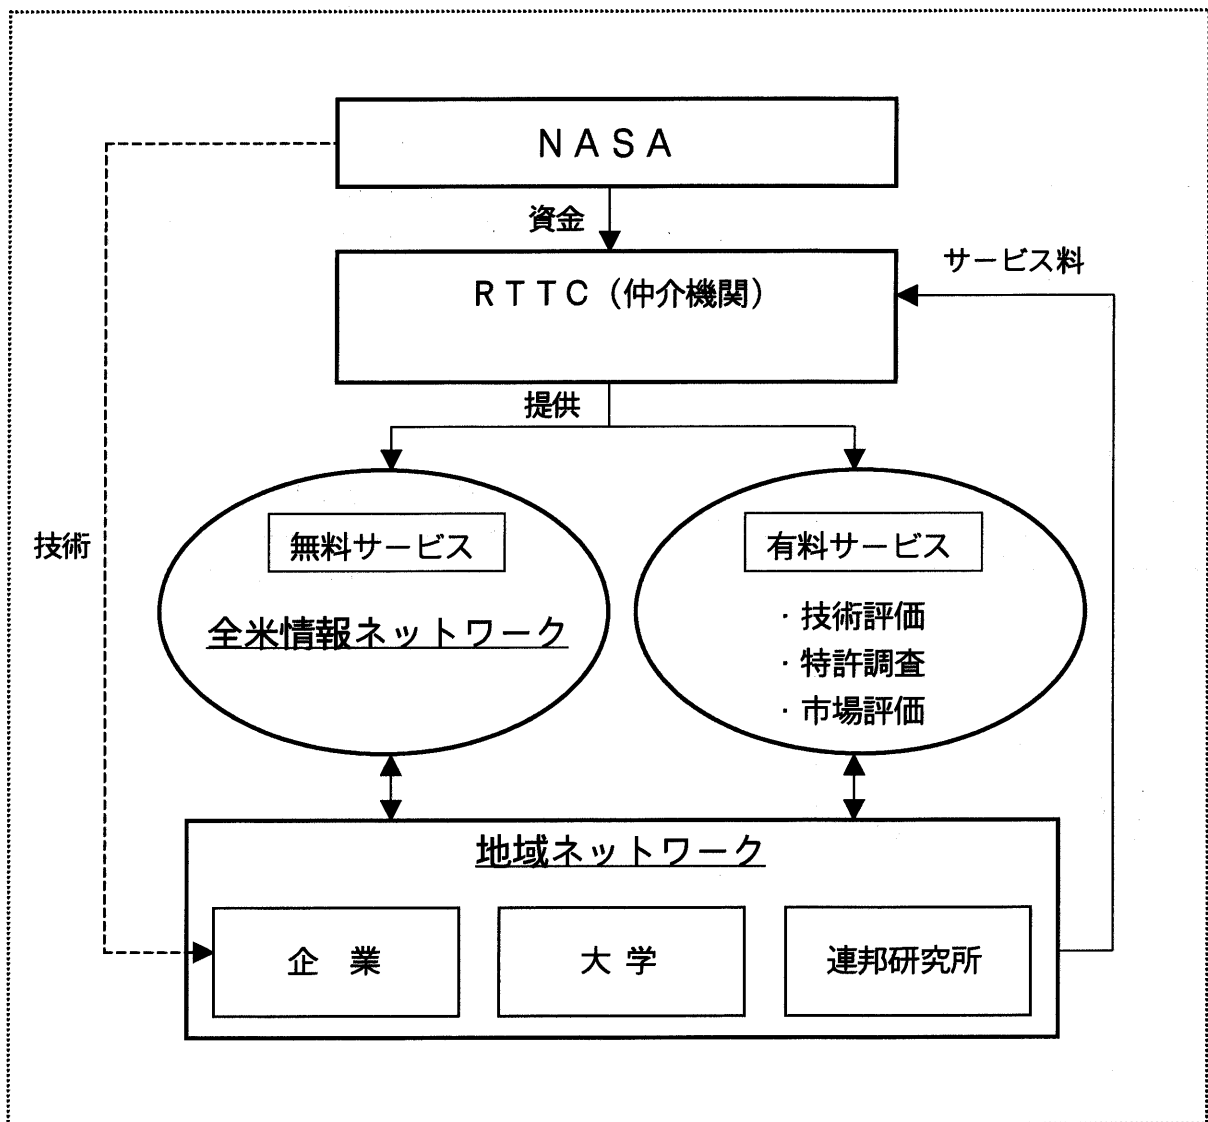 NASA
資金
RTTC(仲介機関)
サービス料
提供
技術
無料サービス
全米情報ネットワーク
有料サービス
・技術評価
・特許調査
・市場評価
地域ネットワーク
企 業
大 学
連邦研究所